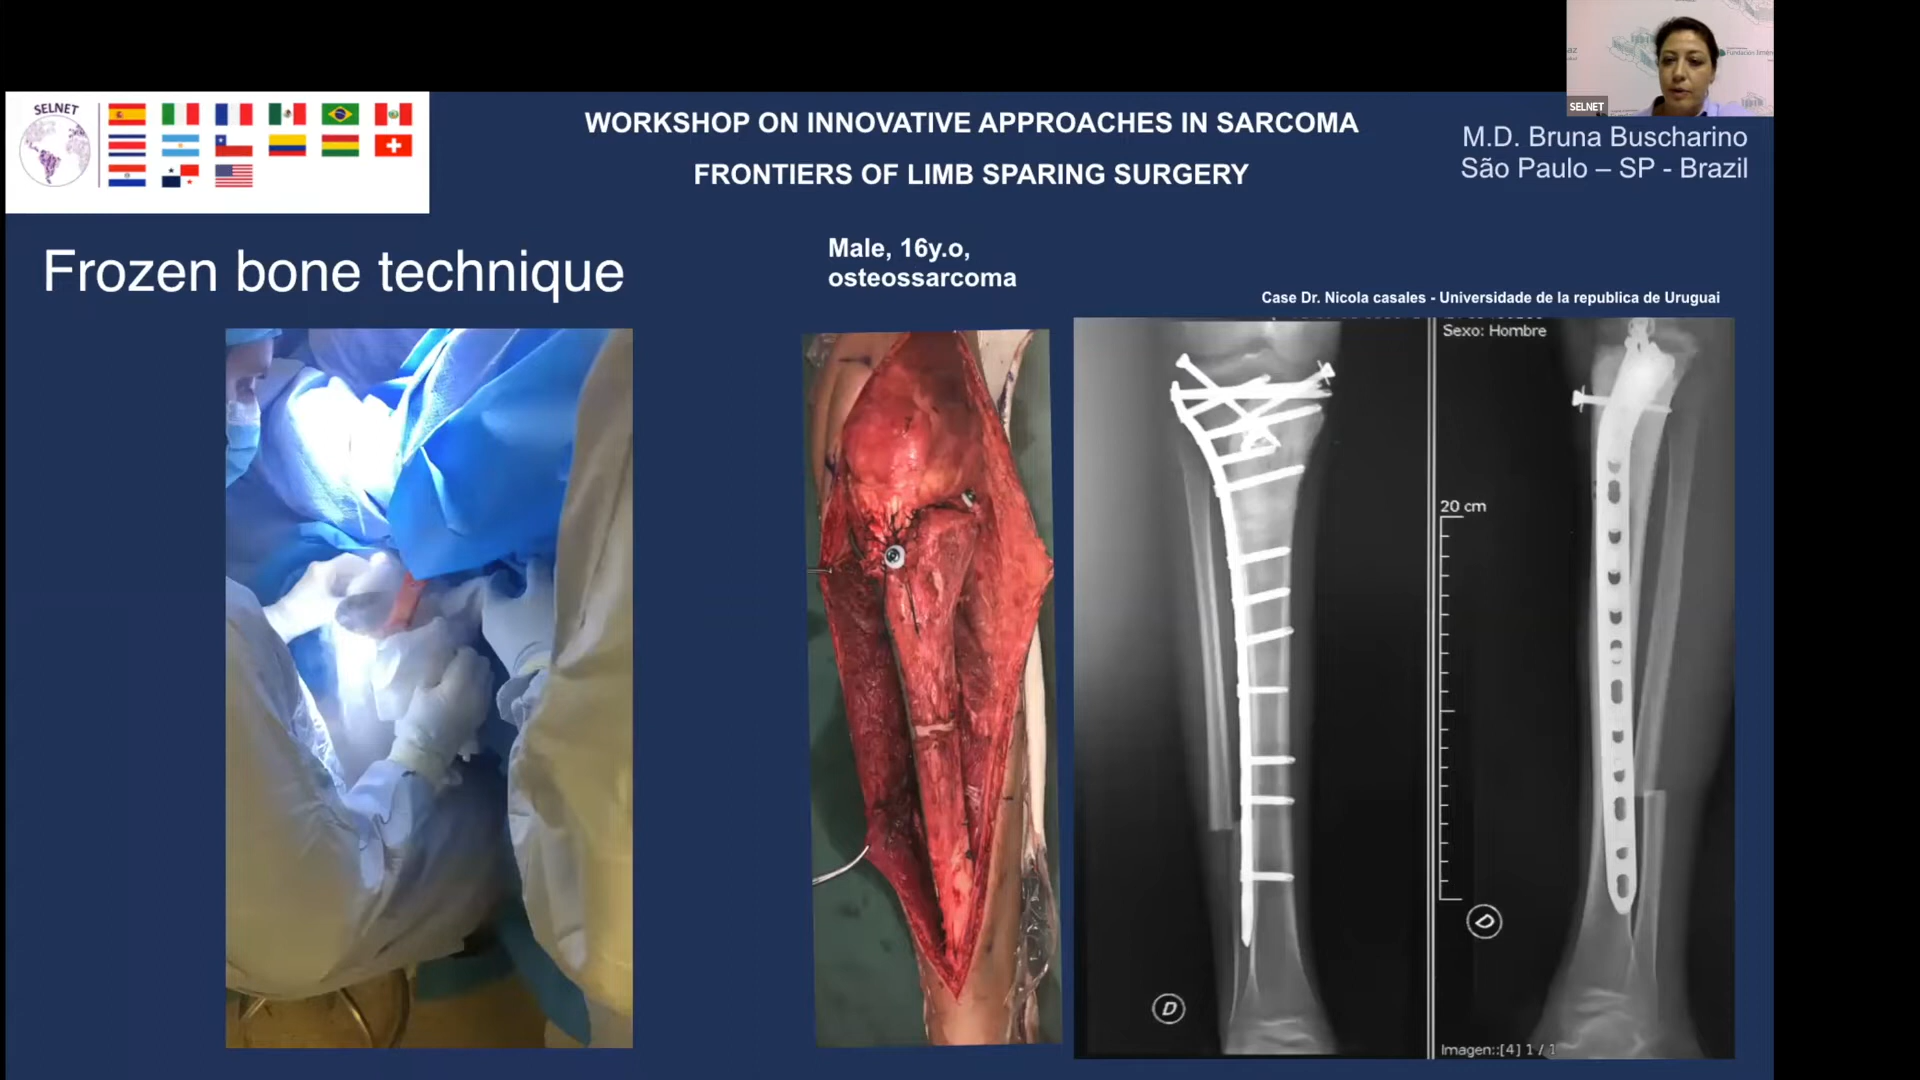 SELNET
WORKSHOP ON INNOVATIVE APPROACHES IN SARCOMA
FRONTIERS OF LIMB SPARING SURGERY
SELNET
M.D. Bruna Buscharino
São Paulo – SP - Brazil
Frozen bone technique
Male, 16y.o,
osteossarcoma
Case Dr. Nicola casales - Universidade de la republica de Uruguai
Sexo: Hombre
20 cm
D
D
Imagen::[4] 1 / 1